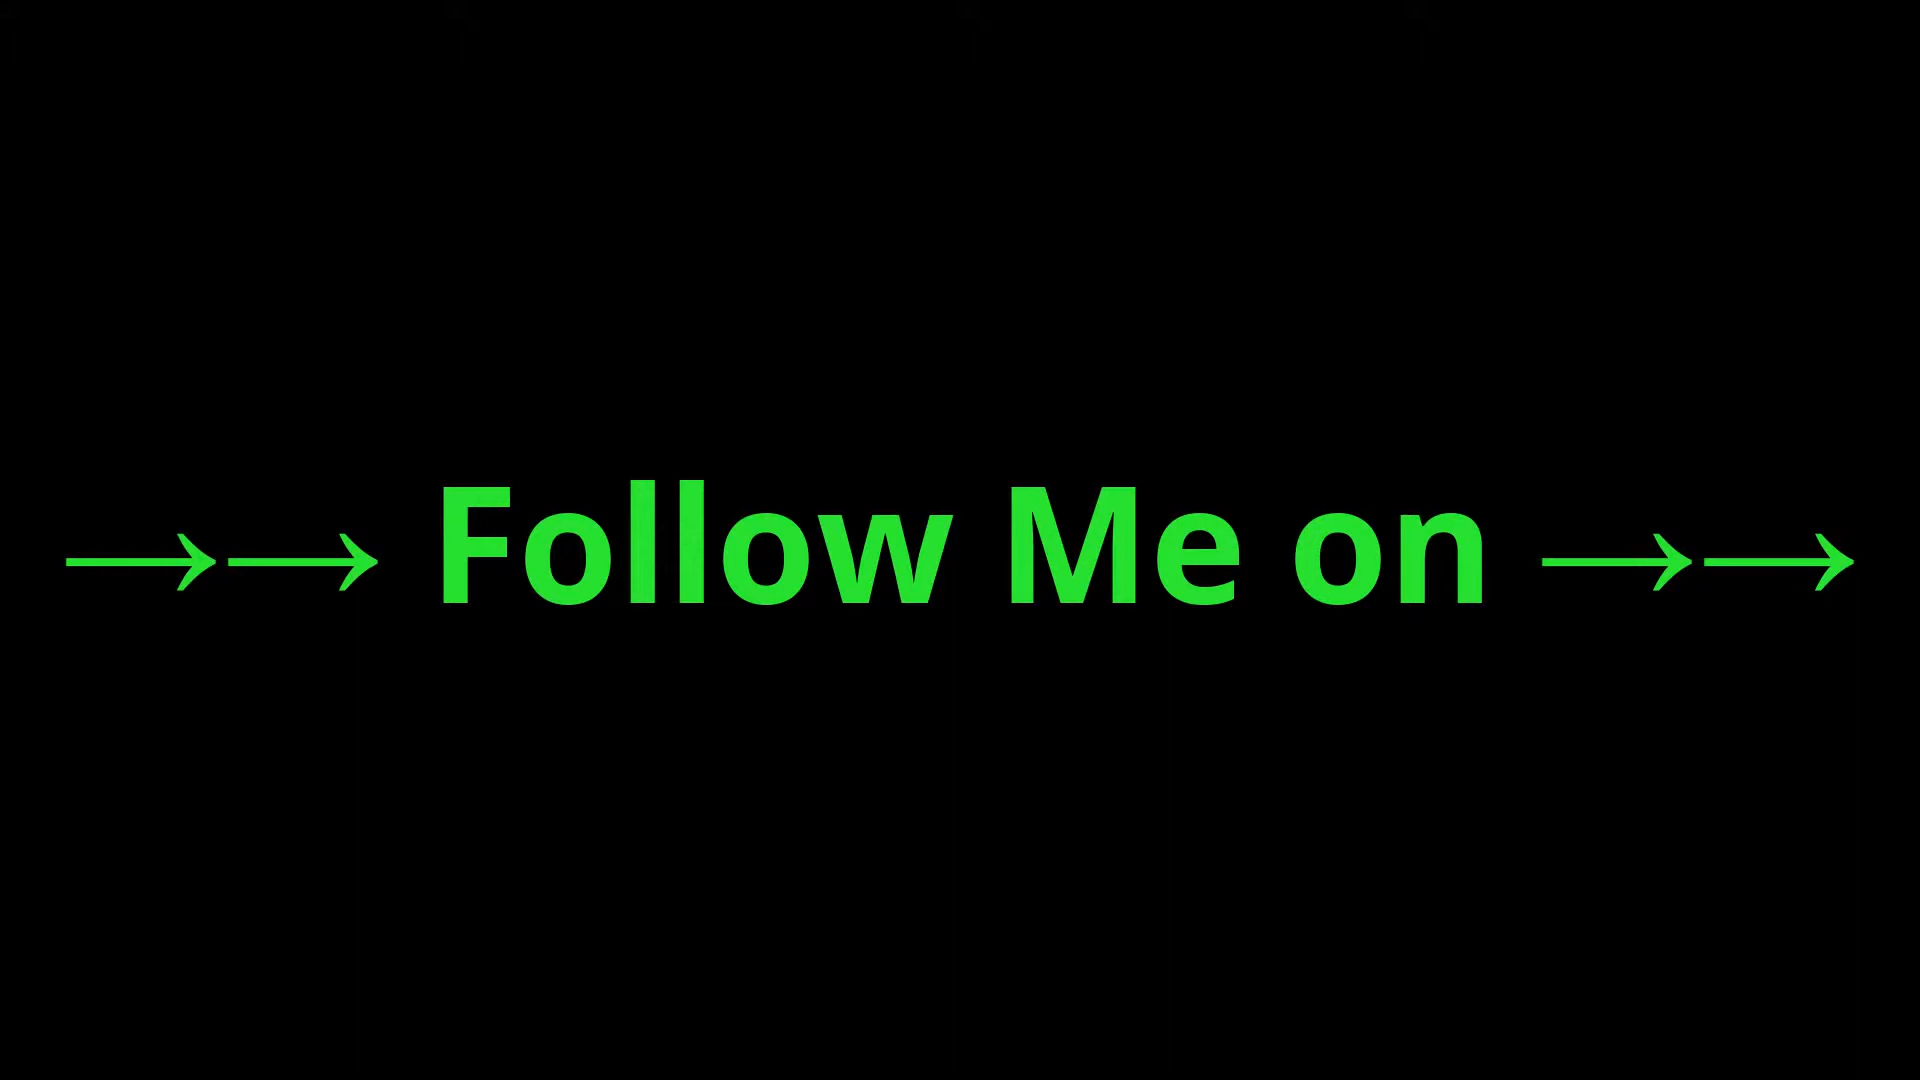 →→ Follow Me on →→